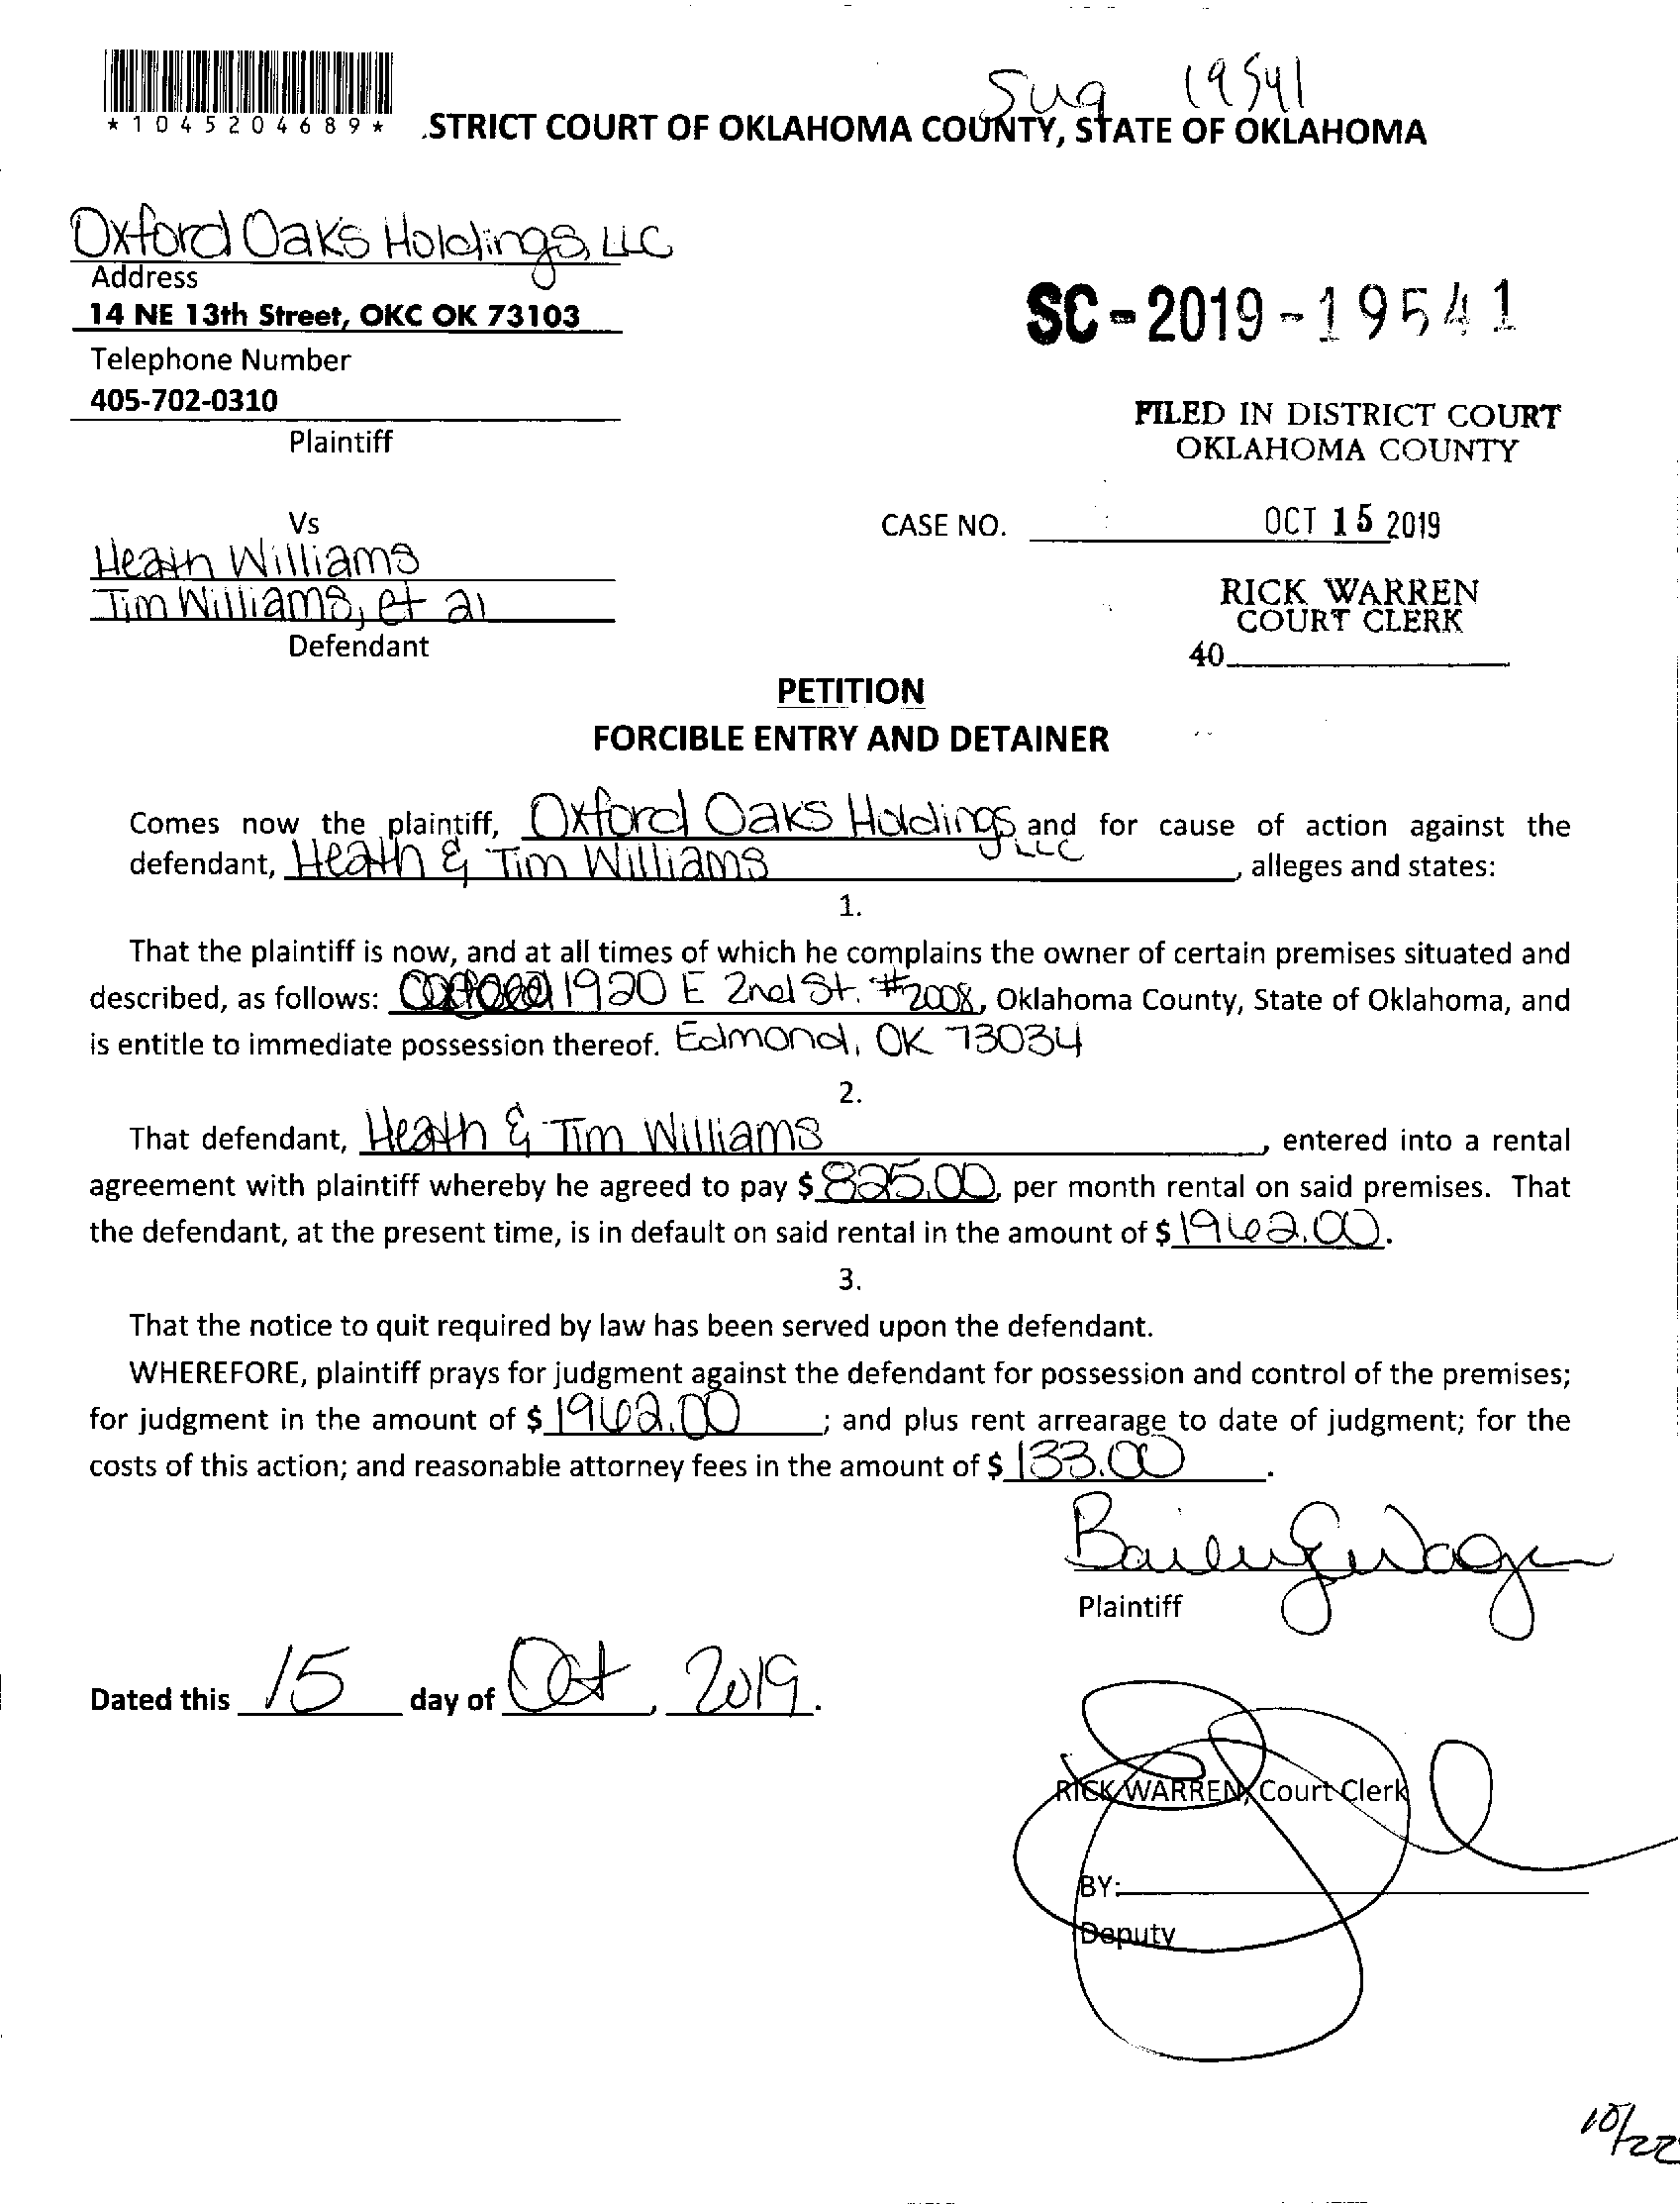 Sug 19541
*1045204689* .STRICT COURT OF OKLAHOMA COUNTY, STATE OF OKLAHOMA
Oxford Oaks Holdings, LLC
Address
14 NE 13th Street, OKC OK 73103
SC-2019-19541
Telephone Number
405-702-0310
FILED IN DISTRICT COURT
Plaintiff
OKLAHOMA COUNTY
Vs
CASE NO. OCT 15 2019
Heath Williams
Tim Williams, et al
RICK WARREN
COURT CLERK
Defendant
40
PETITION
FORCIBLE ENTRY AND DETAINER
Comes now the plaintiff, Oxford Oaks Holdings LLC and for cause of action against the
defendant, Heath & Tim Williams, alleges and states:
1.
That the plaintiff is now, and at all times of which he complains the owner of certain premises situated and
described, as follows: 1920 E 2nd St. #2008, Oklahoma County, State of Oklahoma, and
is entitle to immediate possession thereof. Edmond, OK 73034
2.
That defendant, Heath & Tim Williams, entered into a rental
agreement with plaintiff whereby he agreed to pay $825.00, per month rental on said premises. That
the defendant, at the present time, is in default on said rental in the amount of $1962.00.
3.
That the notice to quit required by law has been served upon the defendant.
WHEREFORE, plaintiff prays for judgment against the defendant for possession and control of the premises;
for judgment in the amount of $1962.00; and plus rent arrearage to date of judgment; for the
costs of this action; and reasonable attorney fees in the amount of $133.00.
Plaintiff
Dated this 15 day of Oct, 2019.
RICK WARREN, Court Clerk
BY:
Deputy
10/22